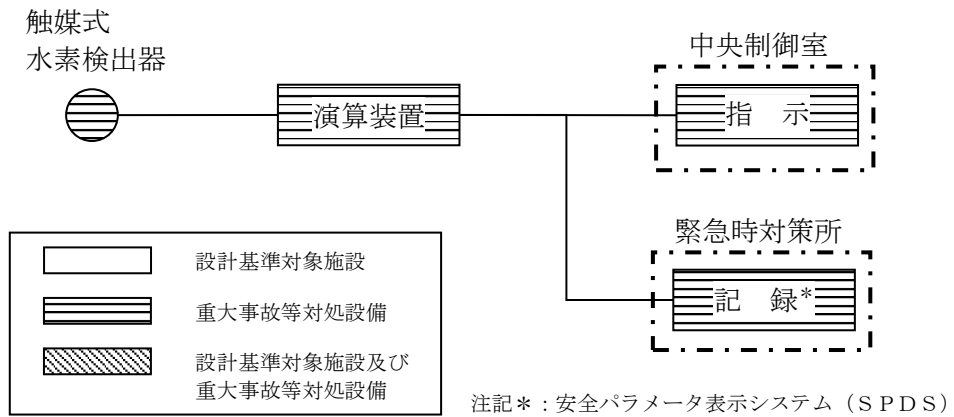 触媒式
水素検出器
演算装置
中央制御室
指　示
緊急時対策所
記　録*
設計基準対象施設
重大事故等対処設備
設計基準対象施設及び
重大事故等対処設備
注記＊：安全パラメータ表示システム（ＳＰＤＳ）